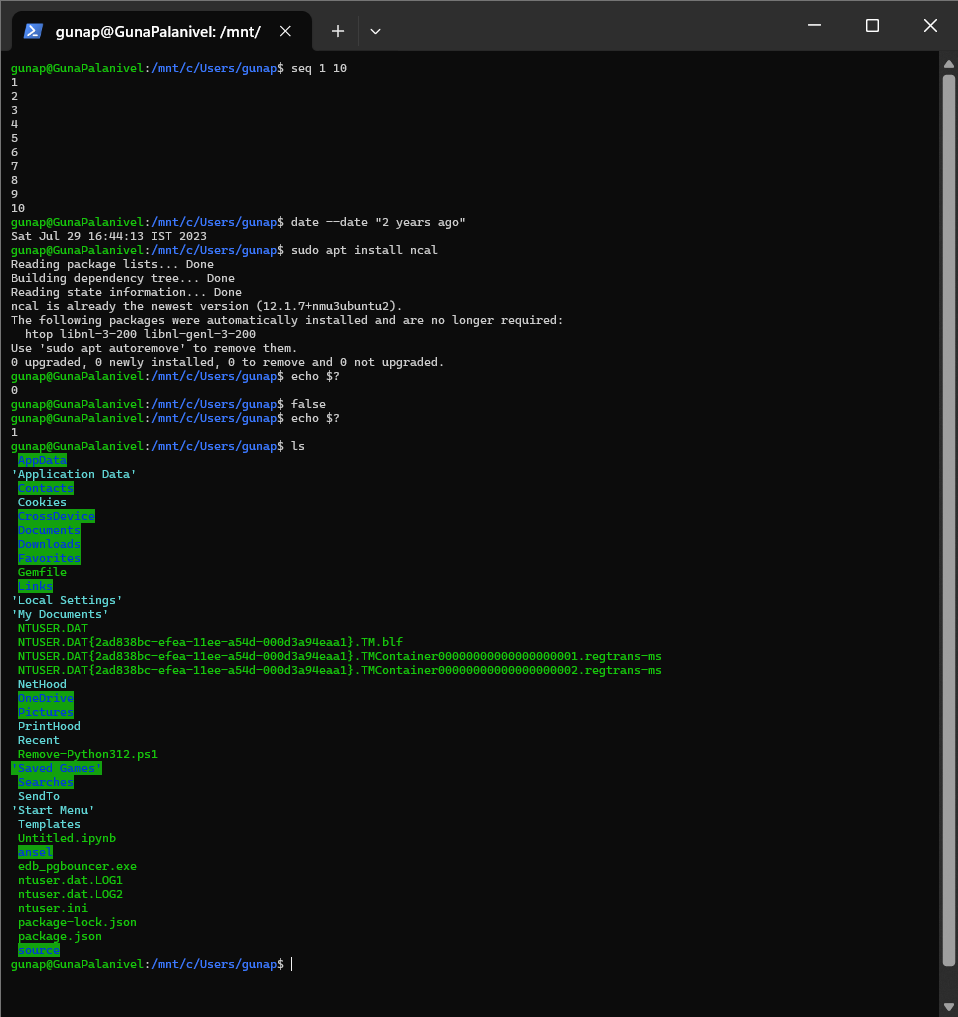 gunap@GunaPalanivel: /mnt/
gunap@GunaPalanivel:/mnt/c/Users/gunap$ seq 1 10
1
2
3
4
5
6
7
8
9
10
gunap@GunaPalanivel:/mnt/c/Users/gunap$ date --date "2 years ago"
Sat Jul 29 16:44:13 IST 2023
gunap@GunaPalanivel:/mnt/c/Users/gunap$ sudo apt install ncal
Reading package lists... Done
Building dependency tree... Done
Reading state information... Done
ncal is already the newest version (12.1.7+nmu3ubuntu2).
The following packages were automatically installed and are no longer required:
  htop libnl-3-200 libnl-genl-3-200
Use 'sudo apt autoremove' to remove them.
0 upgraded, 0 newly installed, 0 to remove and 0 not upgraded.
gunap@GunaPalanivel:/mnt/c/Users/gunap$ echo $?
0
gunap@GunaPalanivel:/mnt/c/Users/gunap$ false
gunap@GunaPalanivel:/mnt/c/Users/gunap$ echo $?
1
gunap@GunaPalanivel:/mnt/c/Users/gunap$ ls
 AppData
'Application Data'
 Contacts
 Cookies
 CrossDevice
 Documents
 Downloads
 Favorites
 Gemfile
 Links
'Local Settings'
'My Documents'
 NTUSER.DAT
 NTUSER.DAT{2ad838bc-efea-11ee-a54d-000d3a94eaa1}.TM.blf
 NTUSER.DAT{2ad838bc-efea-11ee-a54d-000d3a94eaa1}.TMContainer00000000000000000001.regtrans-ms
 NTUSER.DAT{2ad838bc-efea-11ee-a54d-000d3a94eaa1}.TMContainer00000000000000000002.regtrans-ms
 NetHood
 OneDrive
 Pictures
 PrintHood
 Recent
 Remove-Python312.ps1
'Saved Games'
 Searches
 SendTo
'Start Menu'
 Templates
 Untitled.ipynb
 ansel
 edb_pgbouncer.exe
 ntuser.dat.LOG1
 ntuser.dat.LOG2
 ntuser.ini
 package-lock.json
 package.json
 source
gunap@GunaPalanivel:/mnt/c/Users/gunap$